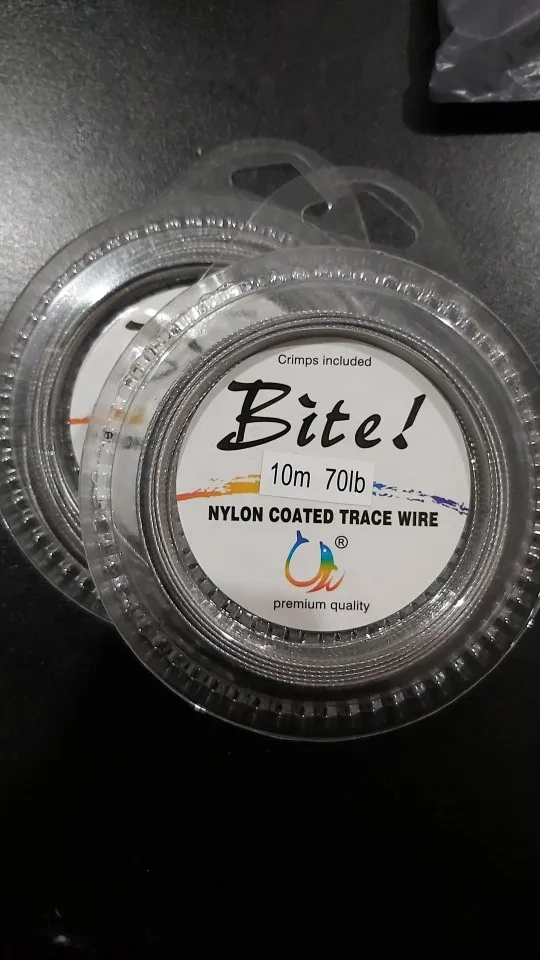 Crimps included
Bite!
10m 70lb
NYLON COATED TRACE WIRE
®
premium quality